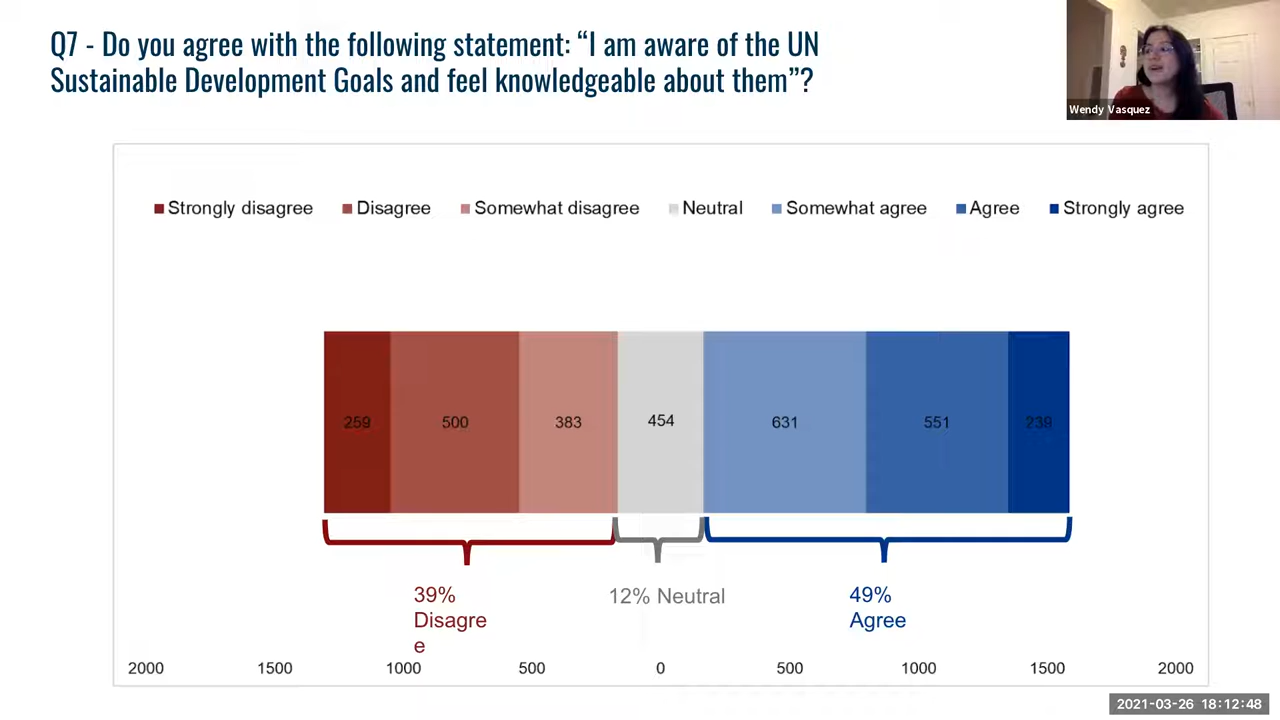 Q7 - Do you agree with the following statement: “I am aware of the UN
Sustainable Development Goals and feel knowledgeable about them”?
Wendy Vasquez
Strongly disagree Disagree Somewhat disagree Neutral Somewhat agree Agree Strongly agree
259 500 383 454 631 551 239
39%
Disagre
e
12% Neutral
49%
Agree
2000 1500 1000 500 0 500 1000 1500 2000
2021-03-26 18:12:48